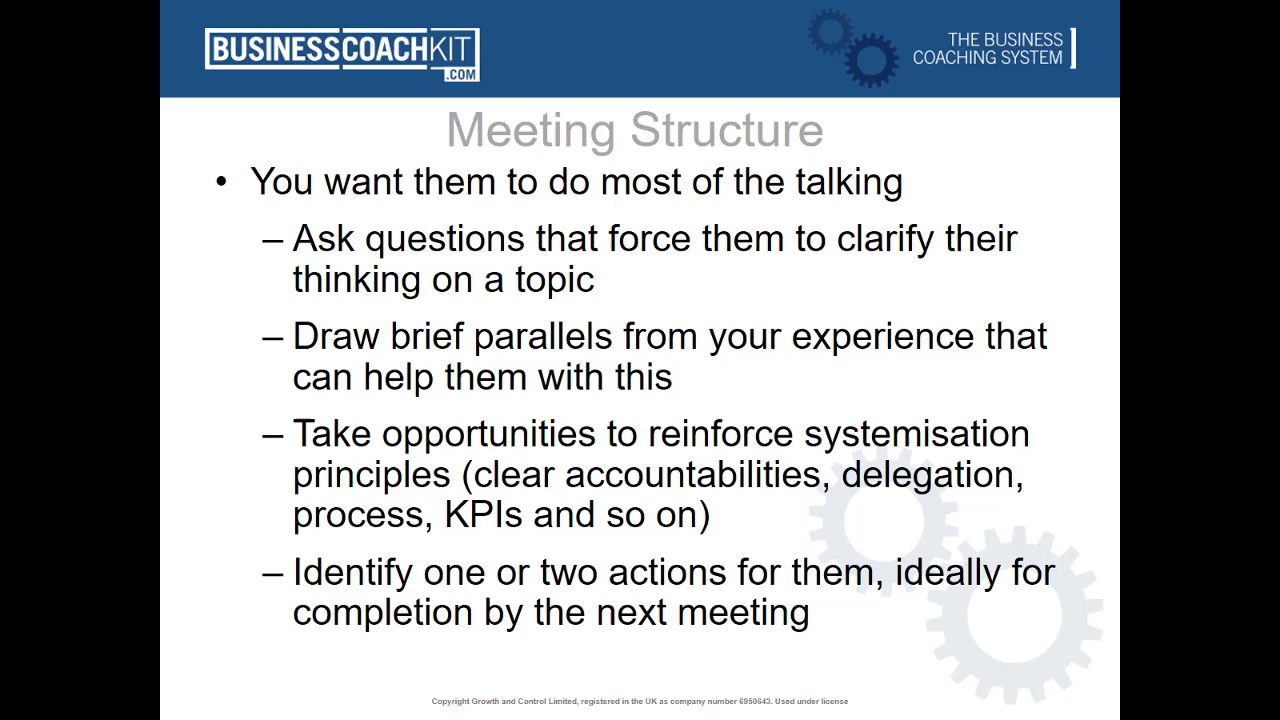 BUSINESSCOACHKIT
.COM
THE BUSINESS
COACHING SYSTEM
Meeting Structure
• You want them to do most of the talking
– Ask questions that force them to clarify their
thinking on a topic
– Draw brief parallels from your experience that
can help them with this
– Take opportunities to reinforce systemisation
principles (clear accountabilities, delegation,
process, KPIs and so on)
– Identify one or two actions for them, ideally for
completion by the next meeting
Copyright Growth and Control Limited, registered in the UK as company number 6950643. Used under license